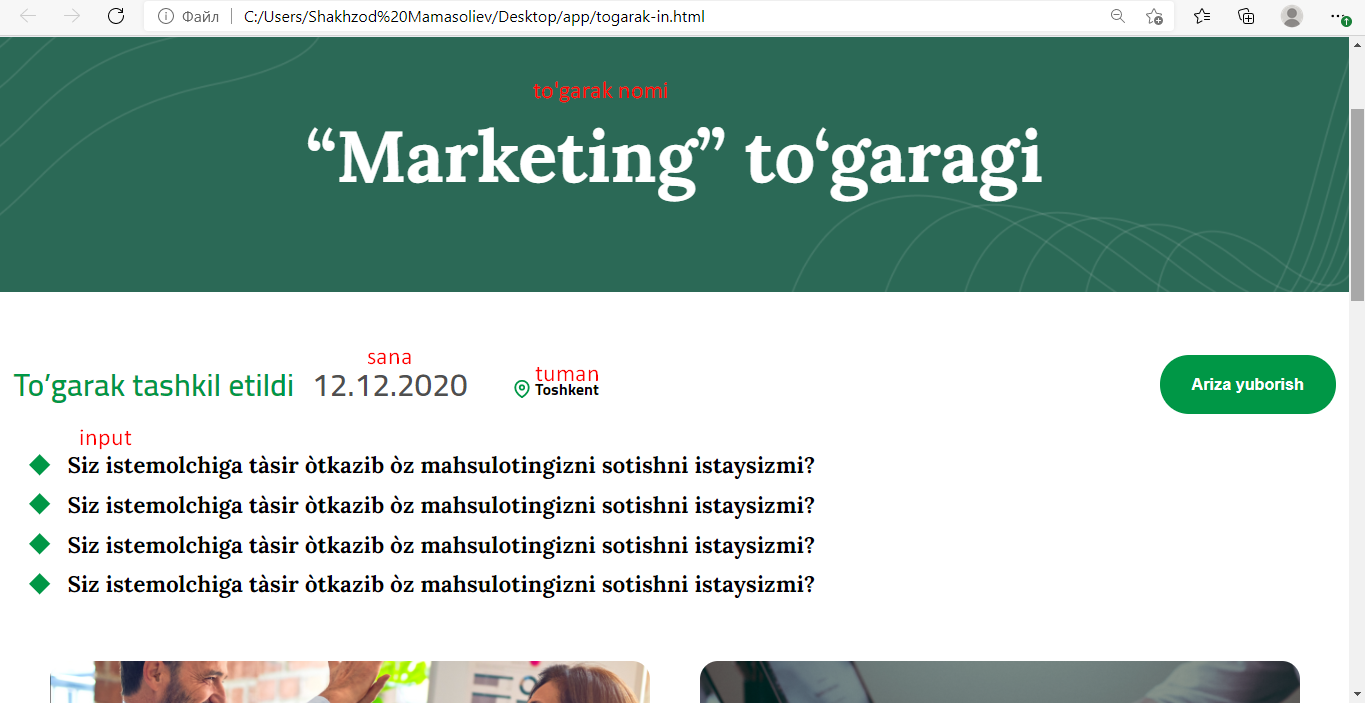 Файл
C:/Users/Shakhzod%20Mamasoliev/Desktop/app/togarak-in.html
to'garak nomi
“Marketing” to‘garagi
sana
tuman
To’garak tashkil etildi 12.12.2020 Toshkent
Ariza yuborish
input
Siz istemolchiga tàsir òtkazib òz mahsulotingizni sotishni istaysizmi?
Siz istemolchiga tàsir òtkazib òz mahsulotingizni sotishni istaysizmi?
Siz istemolchiga tàsir òtkazib òz mahsulotingizni sotishni istaysizmi?
Siz istemolchiga tàsir òtkazib òz mahsulotingizni sotishni istaysizmi?